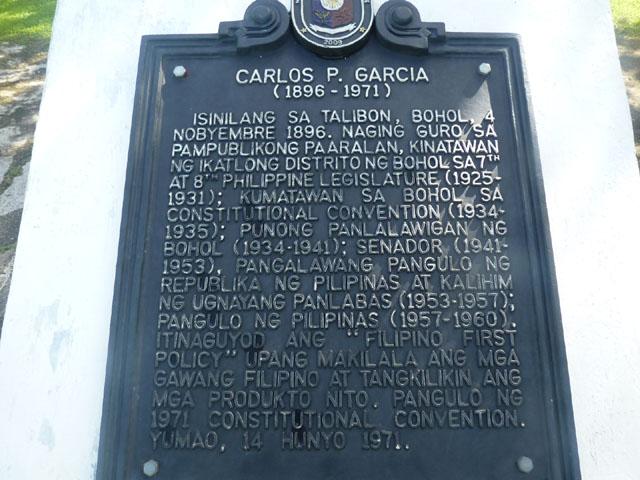 2009
CARLOS P. GARCIA
(1896 - 1971)
ISINILANG SA TALIBON, BOHOL, 4
NOBYEMBRE 1896. NAGING GURO SA
PAMPUBLIKONG PAARALAN, KINATAWAN
NG IKATLONG DISTRITO NG BOHOL SA 7TH
AT 8TH PHILIPPINE LEGISLATURE (1925-
1931); KUMATAWAN SA BOHOL SA
CONSTITUTIONAL CONVENTION (1934-
1935); PUNONG PANLALAWIGAN NG
BOHOL (1934-1941); SENADOR (1941-
1953), PANGALAWANG PANGULO NG
REPUBLIKA NG PILIPINAS AT KALIHIM
NG UGNAYANG PANLABAS (1953-1957);
PANGULO NG PILIPINAS (1957-1960).
ITINAGUYOD ANG "FILIPINO FIRST
POLICY" UPANG MAKILALA ANG MGA
GAWANG FILIPINO AT TANGKILIKIN ANG
MGA PRODUKTO NITO. PANGULO NG
1971 CONSTITUTIONAL CONVENTION.
YUMAO, 14 HUNYO 1971.